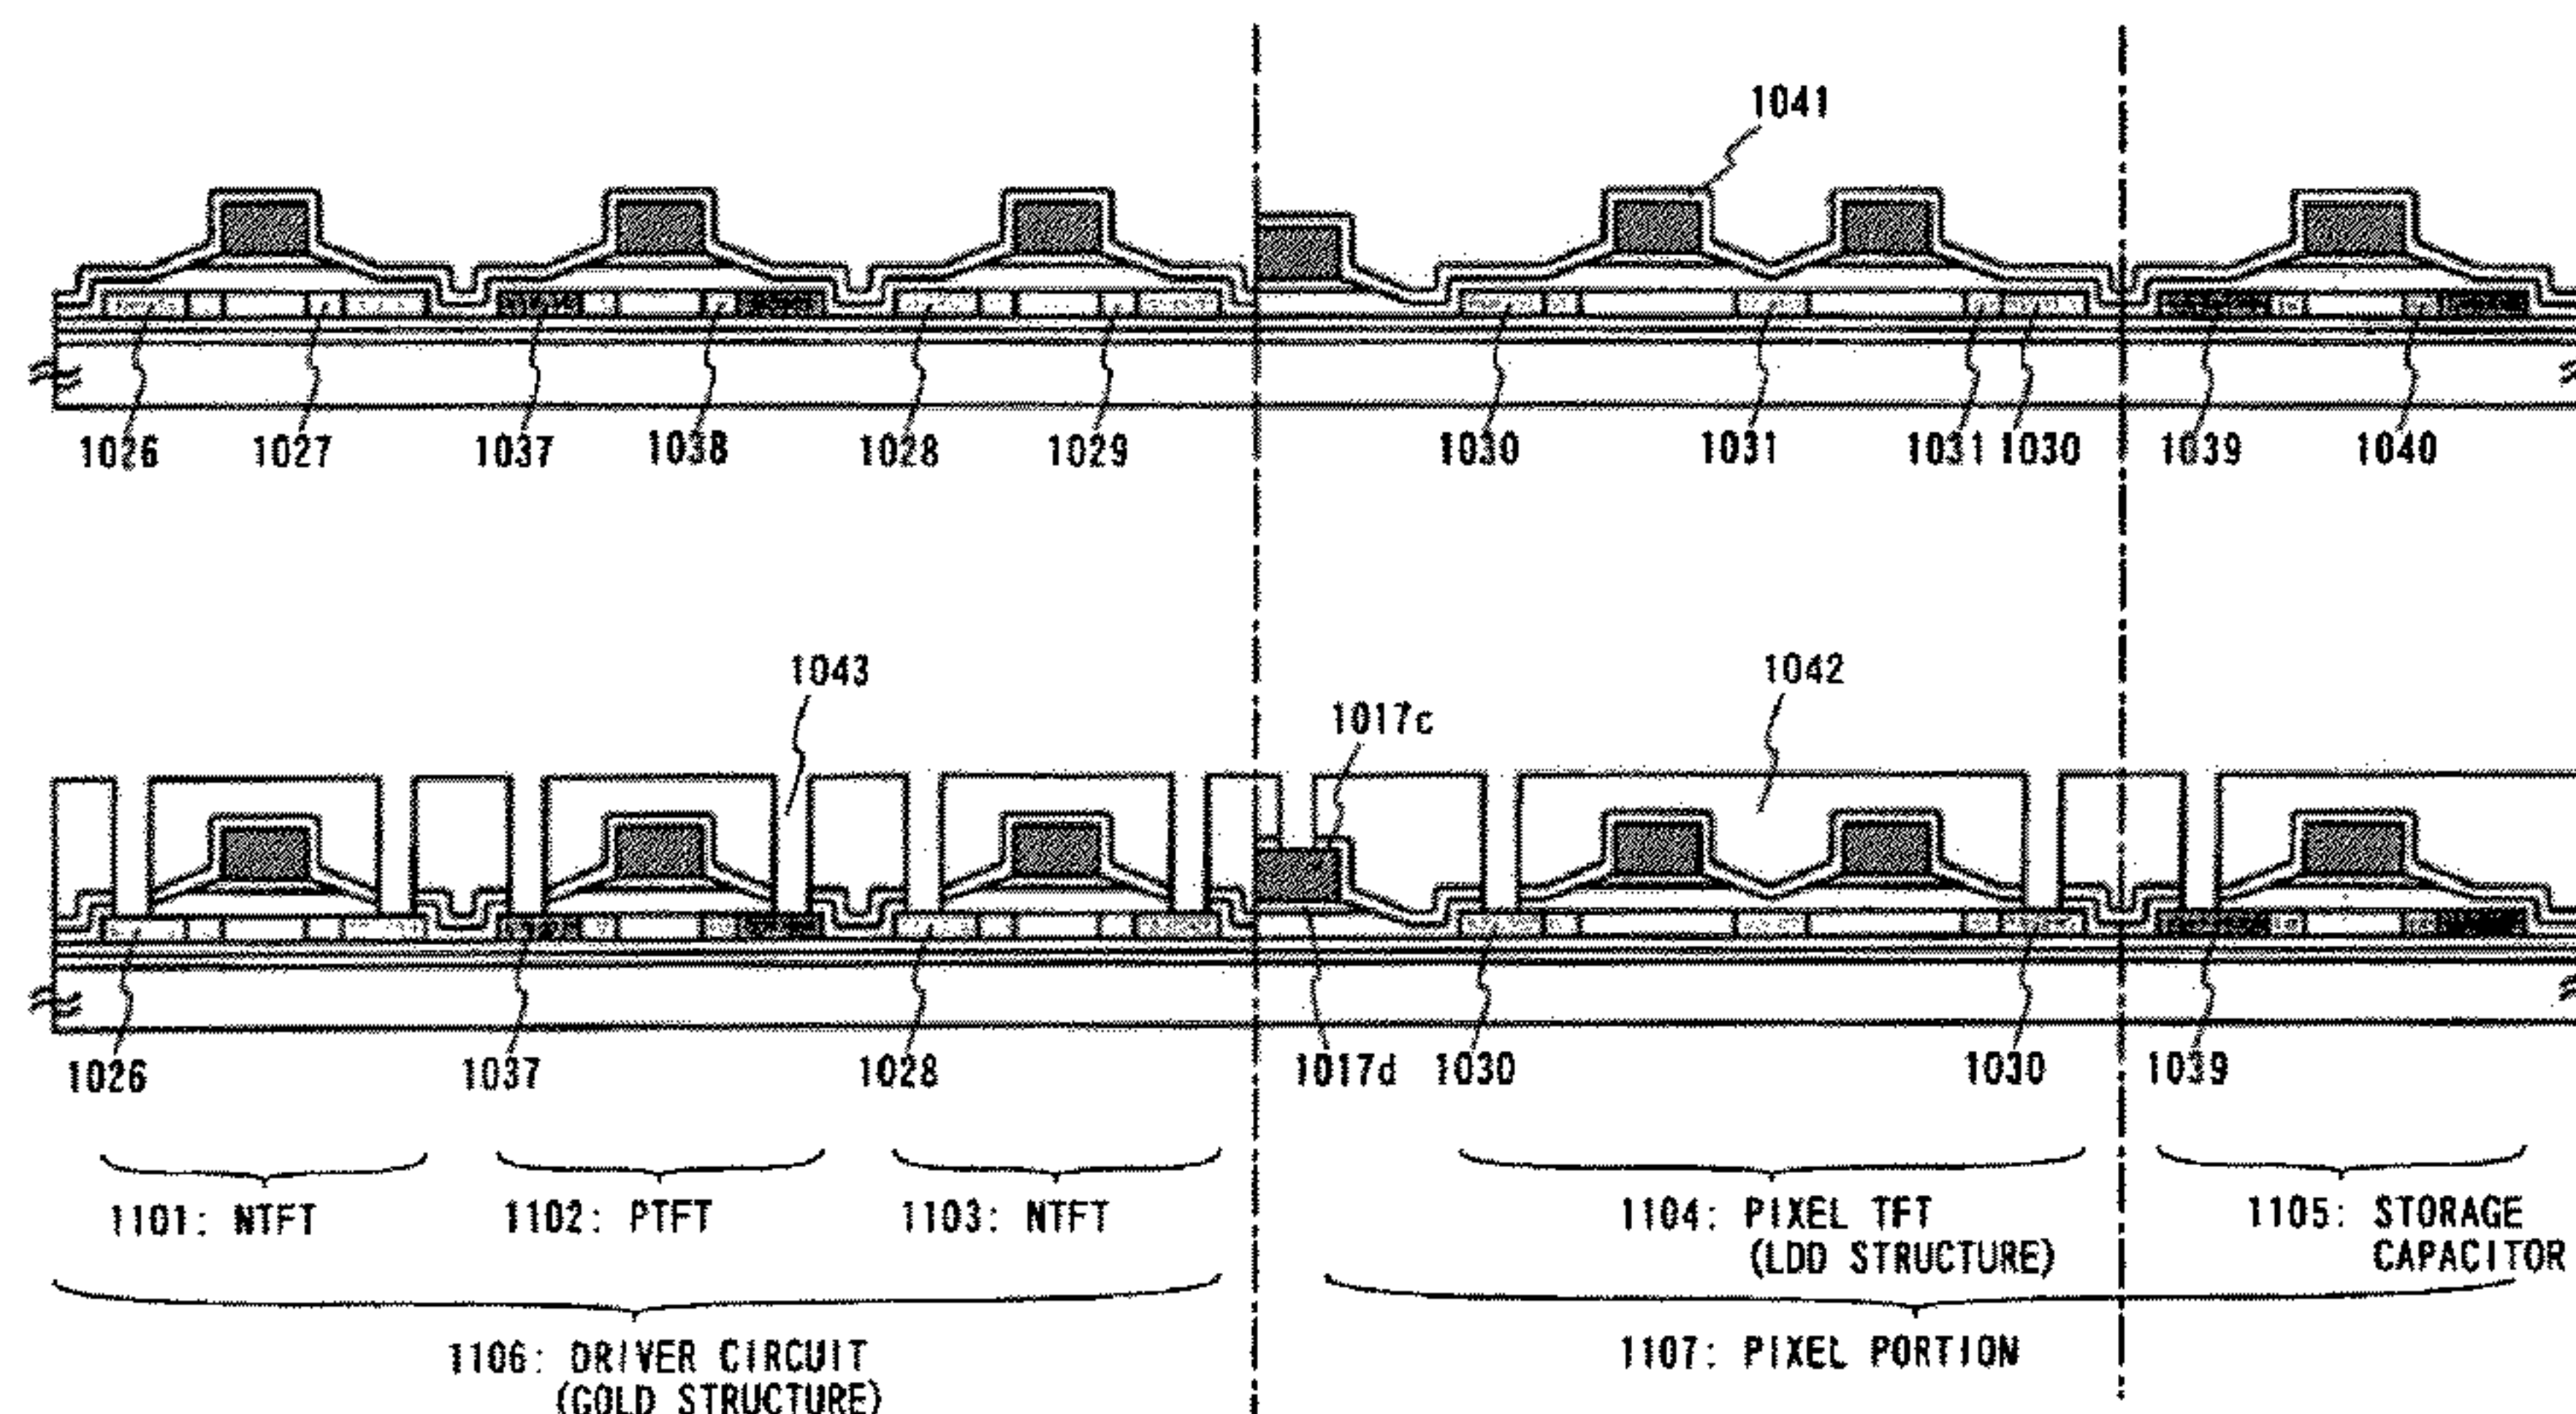 1041
1026 1027 1037 1038 1028 1029 1030 1031 1031 1030 1039 1040
1043 1042
1017c
1026 1037 1028 1017d 1030 1030 1039
1101: NTFT 1102: PTFT 1103: NTFT 1104: PIXEL TFT 1105: STORAGE
(LDD STRUCTURE) CAPACITOR
1106: DRIVER CIRCUIT 1107: PIXEL PORTION
(GOLD STRUCTURE)